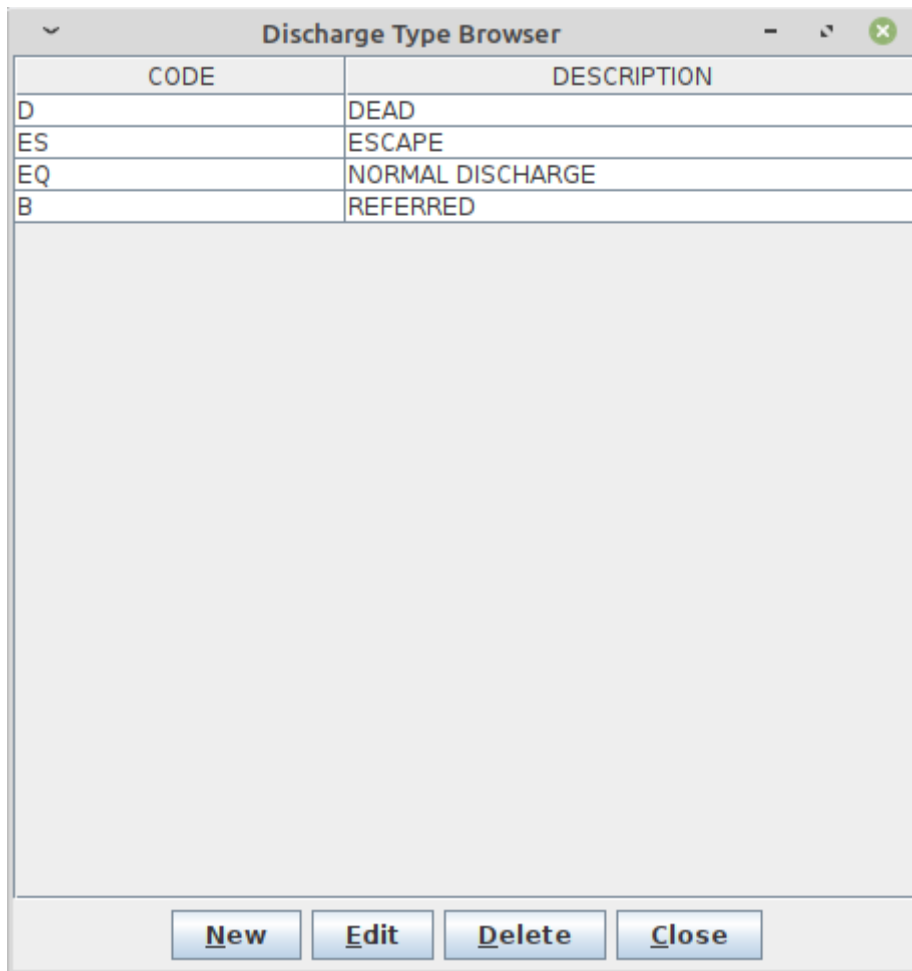 Discharge Type Browser
CODE DESCRIPTION
D DEAD
ES ESCAPE
EQ NORMAL DISCHARGE
B REFERRED
New Edit Delete Close